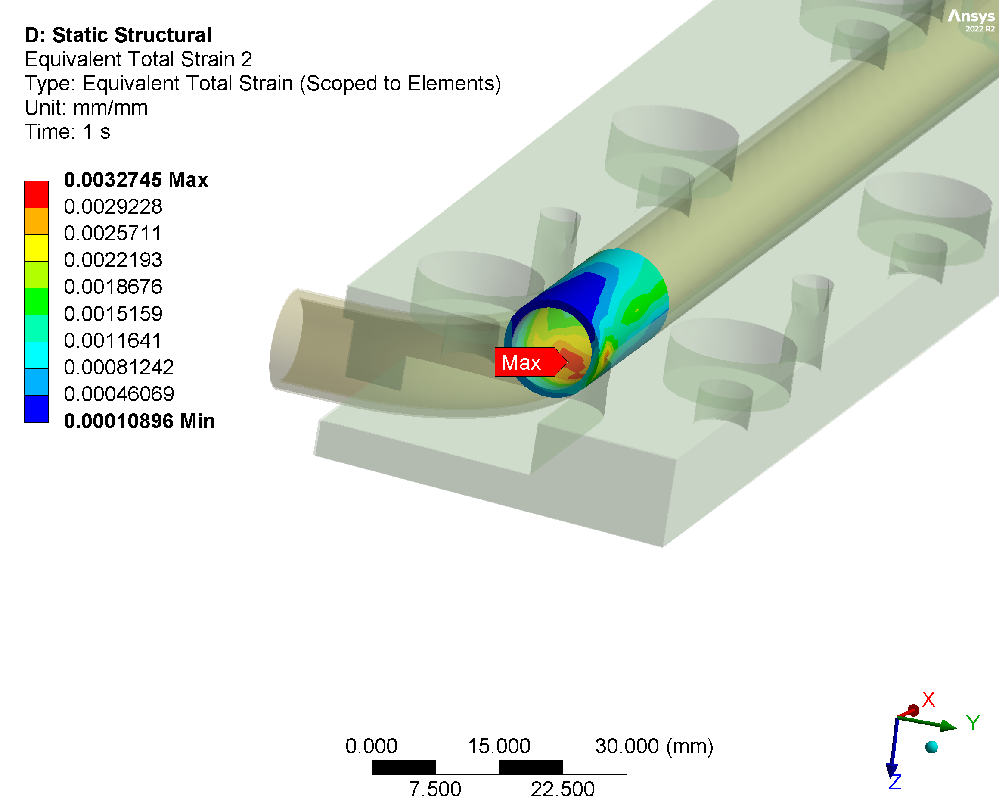 Ansys
2022 R2
D: Static Structural
Equivalent Total Strain 2
Type: Equivalent Total Strain (Scoped to Elements)
Unit: mm/mm
Time: 1 s
0.0032745 Max
0.0029228
0.0025711
0.0022193
0.0018676
0.0015159
0.0011641
0.00081242
0.00046069
0.00010896 Min
Max
X
Y
Z
0.000 15.000 30.000 (mm)
7.500 22.500